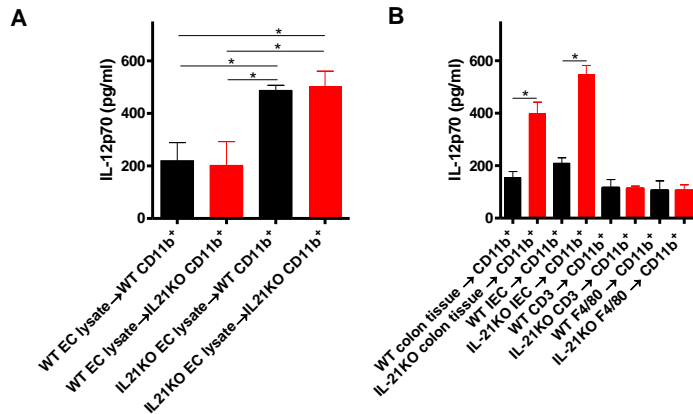 A
IL-12p70 (pg/ml)
600
400
200
0
*
*
*
*
WT EC lysate→WT CD11b+
WT EC lysate→IL21KO CD11b+
IL21KO EC lysate→WT CD11b+
IL21KO EC lysate→IL21KO CD11b+
B
IL-12p70 (pg/ml)
600
400
200
0
*
*
WT colon tissue → CD11b+
IL-21KO colon tissue → CD11b+
WT IEC → CD11b+
IL-21KO IEC → CD11b+
WT CD3 → CD11b+
IL-21KO CD3 → CD11b+
WT F4/80 → CD11b+
IL-21KO F4/80 → CD11b+